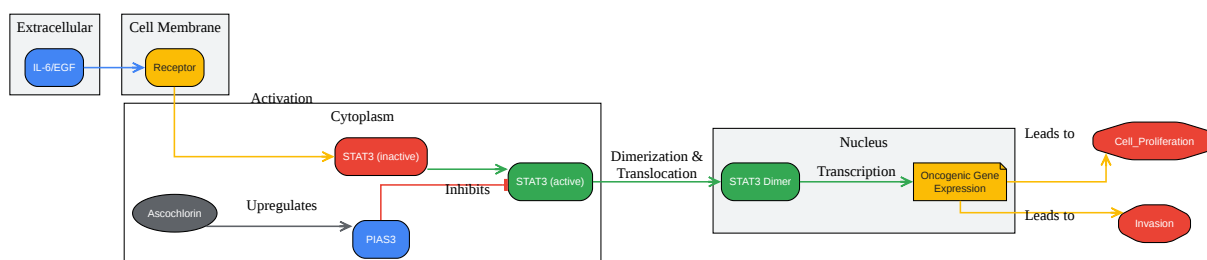 Extracellular
IL-6/EGF
Cell Membrane
Receptor
Activation
Cytoplasm
STAT3 (inactive)
STAT3 (active)
Inhibits
Ascochlorin
Upregulates
PIAS3
Dimerization &
Translocation
Nucleus
STAT3 Dimer
Transcription
Oncogenic Gene
Expression
Leads to
Cell_Proliferation
Leads to
Invasion